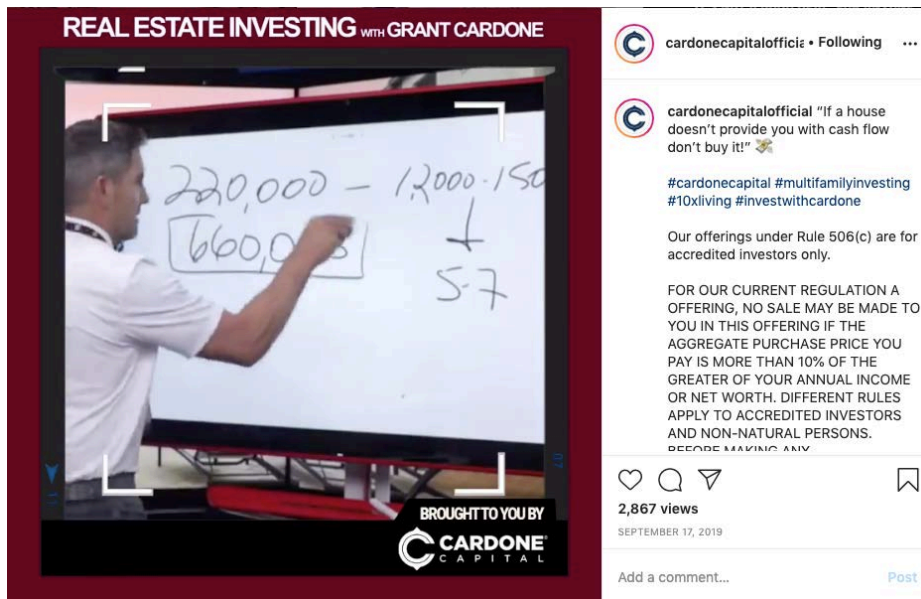 REAL ESTATE INVESTING WITH GRANT CARDONE
220,000 – 1,2000-150
660,000
5-7
BROUGHT TO YOU BY
CARDONE
CAPITAL
cardonecapitalofficia • Following
cardonecapitalofficial “If a house
doesn’t provide you with cash flow
don’t buy it!” 💸
#cardonecapital #multifamilyinvesting
#10xliving #investwithcardone
Our offerings under Rule 506(c) are for
accredited investors only.
FOR OUR CURRENT REGULATION A
OFFERING, NO SALE MAY BE MADE TO
YOU IN THIS OFFERING IF THE
AGGREGATE PURCHASE PRICE YOU
PAY IS MORE THAN 10% OF THE
GREATER OF YOUR ANNUAL INCOME
OR NET WORTH. DIFFERENT RULES
APPLY TO ACCREDITED INVESTORS
AND NON-NATURAL PERSONS.
BEFORE MAKING ANY
2,867 views
SEPTEMBER 17, 2019
Add a comment...
Post